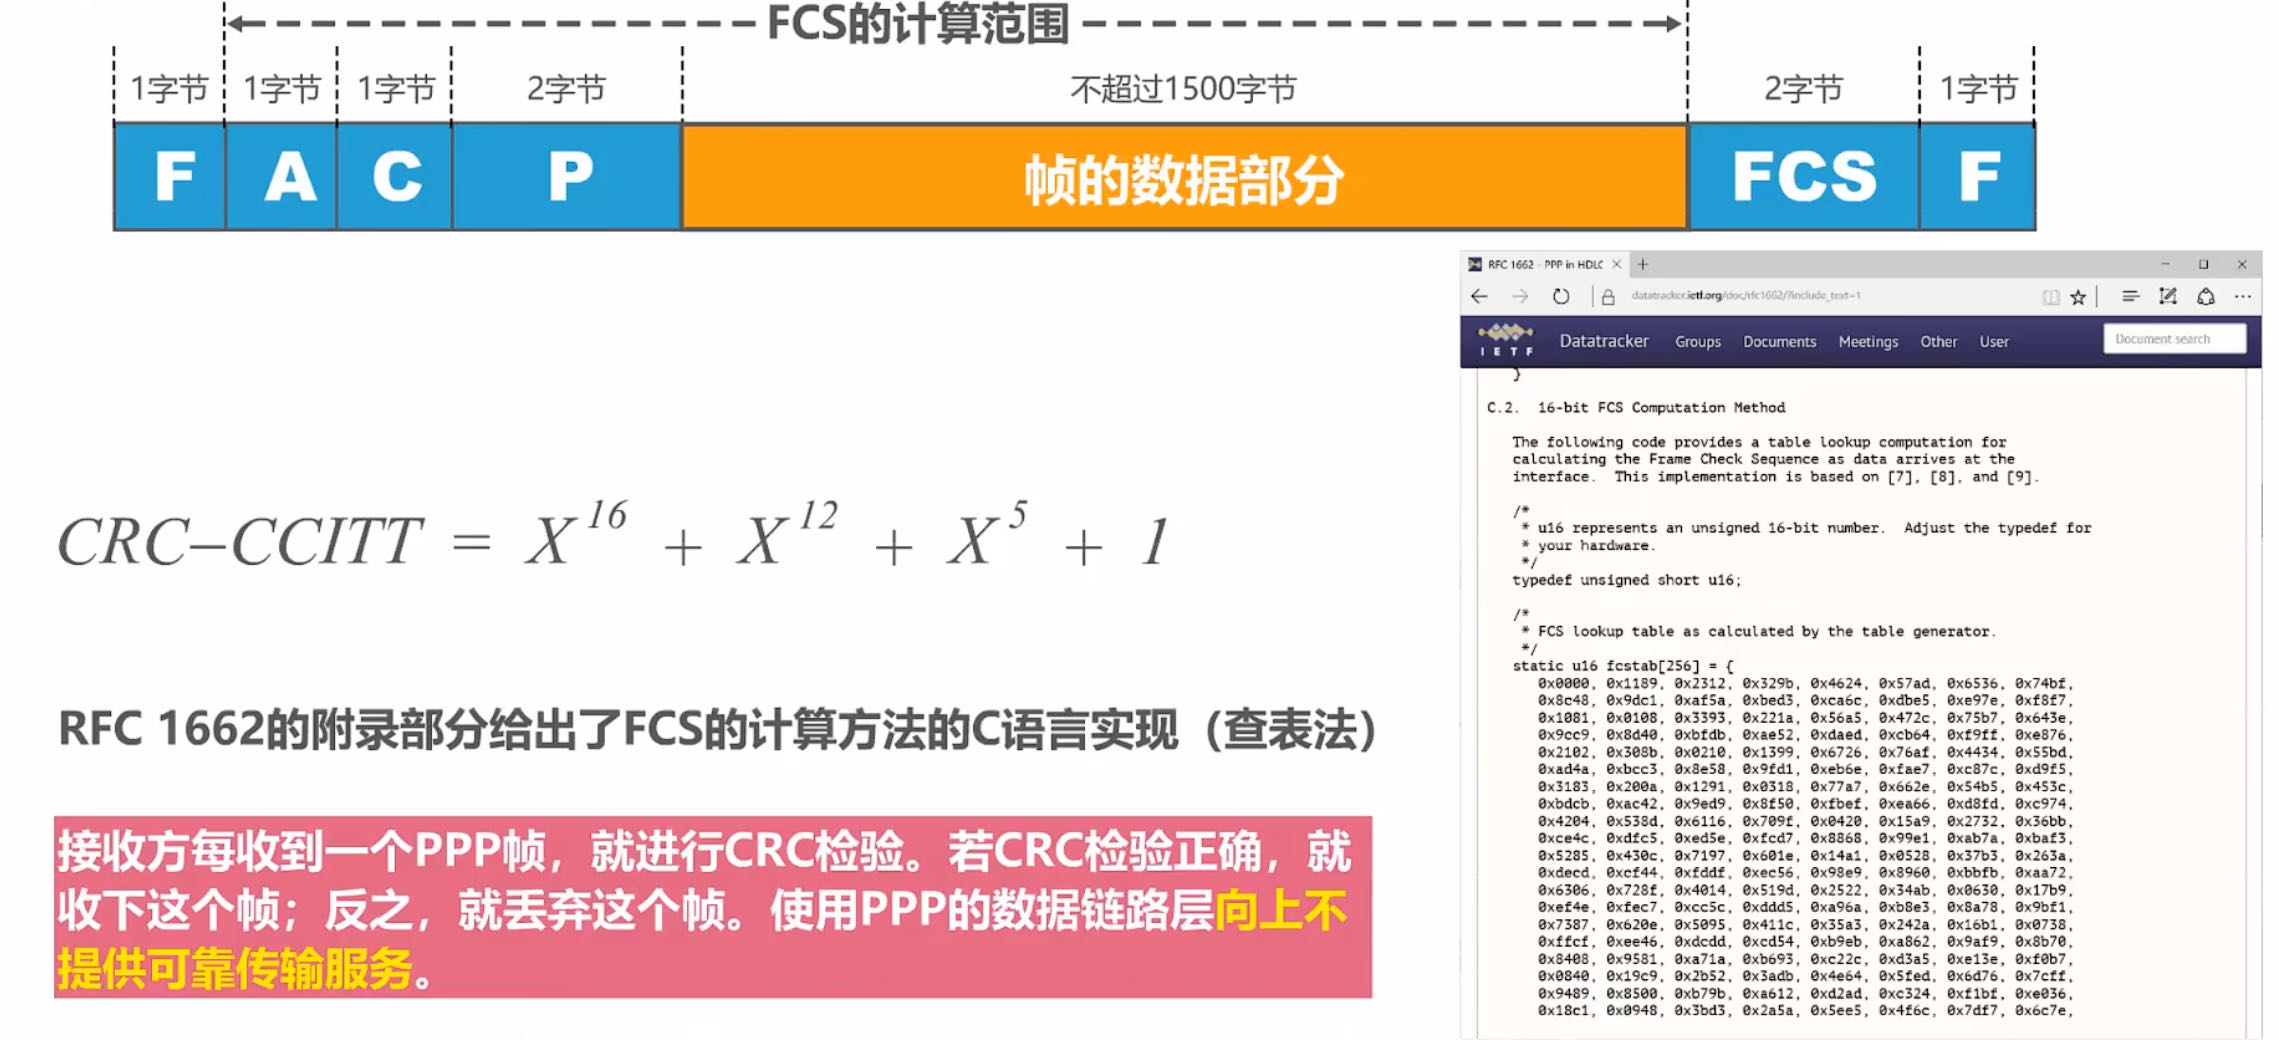 FCS的计算范围
1字节 1字节 1字节 2字节 不超过1500字节 2字节 1字节
F A C P 帧的数据部分 FCS F
CRC–CCITT = X^16 + X^12 + X^5 + 1
RFC 1662的附录部分给出了FCS的计算方法的C语言实现（查表法）
接收方每收到一个PPP帧，就进行CRC检验。若CRC检验正确，就
收下这个帧；反之，就丢弃这个帧。使用PPP的数据链路层向上不
提供可靠传输服务。
RFC 1662 - PPP in HDLC
datatracker.ietf.org/doc/rfc1662/?include_text=1
IETF Datatracker Groups Documents Meetings Other User Document search
}
C.2. 16-bit FCS Computation Method
The following code provides a table lookup computation for
calculating the Frame Check Sequence as data arrives at the
interface. This implementation is based on [7], [8], and [9].
/*
* u16 represents an unsigned 16-bit number. Adjust the typedef for
* your hardware.
*/
typedef unsigned short u16;
/*
* FCS lookup table as calculated by the table generator.
*/
static u16 fcstab[256] = {
0x0000, 0x1189, 0x2312, 0x329b, 0x4624, 0x57ad, 0x6536, 0x74bf,
0x8c48, 0x9dc1, 0xaf5a, 0xbed3, 0xca6c, 0xdbe5, 0xe97e, 0xf8f7,
0x1081, 0x0108, 0x3393, 0x221a, 0x56a5, 0x472c, 0x75b7, 0x643e,
0x9cc9, 0x8d40, 0xbfdb, 0xae52, 0xdaed, 0xcb64, 0xf9ff, 0xe876,
0x2102, 0x308b, 0x0210, 0x1399, 0x6726, 0x76af, 0x4434, 0x55bd,
0xad4a, 0xbcc3, 0x8e58, 0x9fd1, 0xeb6e, 0xfae7, 0xc87c, 0xd9f5,
0x3183, 0x200a, 0x1291, 0x0318, 0x77a7, 0x662e, 0x54b5, 0x453c,
0xbdcb, 0xac42, 0x9ed9, 0x8f50, 0xfbef, 0xea66, 0xd8fd, 0xc974,
0x4204, 0x538d, 0x6116, 0x709f, 0x0420, 0x15a9, 0x2732, 0x36bb,
0xce4c, 0xdfc5, 0xed5e, 0xfcd7, 0x8868, 0x99e1, 0xab7a, 0xbaf3,
0x5285, 0x430c, 0x7197, 0x601e, 0x14a1, 0x0528, 0x37b3, 0x263a,
0xdecd, 0xcf44, 0xfddf, 0xec56, 0x98e9, 0x8960, 0xbbfb, 0xaa72,
0x6306, 0x728f, 0x4014, 0x519d, 0x2522, 0x34ab, 0x0630, 0x17b9,
0xef4e, 0xfec7, 0xcc5c, 0xddd5, 0xa96a, 0xb8e3, 0x8a78, 0x9bf1,
0x7387, 0x620e, 0x5095, 0x411c, 0x35a3, 0x242a, 0x16b1, 0x0738,
0xffcf, 0xee46, 0xdcdd, 0xcd54, 0xb9eb, 0xa862, 0x9af9, 0x8b70,
0x8408, 0x9581, 0xa71a, 0xb693, 0xc22c, 0xd3a5, 0xe13e, 0xf0b7,
0x0840, 0x19c9, 0x2b52, 0x3adb, 0x4e64, 0x5fed, 0x6d76, 0x7cff,
0x9489, 0x8500, 0xb79b, 0xa612, 0xd2ad, 0xc324, 0xf1bf, 0xe036,
0x18c1, 0x0948, 0x3bd3, 0x2a5a, 0x5ee5, 0x4f6c, 0x7df7, 0x6c7e,